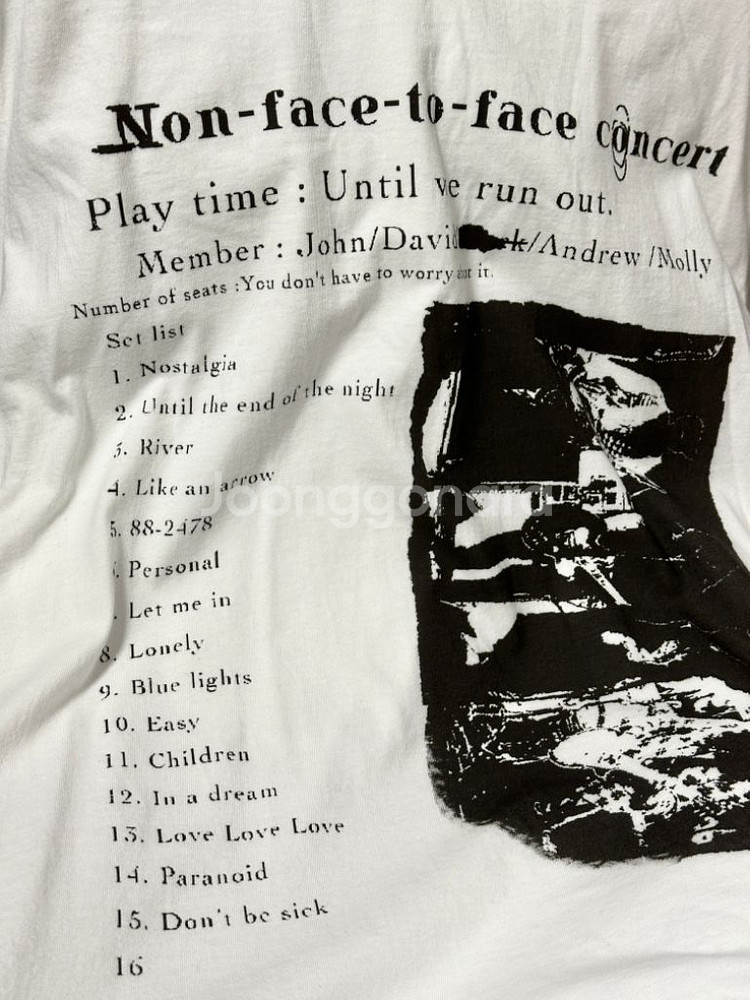 Non-face-to-face concert
Play time : Until we run out.
Member : John/David/Andrew/Molly
Number of seats :You don't have to worry it.
Set list
1. Nostalgia
2. Until the end of the night
3. River
4. Like an arrow
5. 88-2478
Personal
. Let me in
8. Lonely
9. Blue lights
10. Easy
11. Children
12. In a dream
13. Love Love Love
14. Paranoid
15. Don't be sick
16
Joonggonara